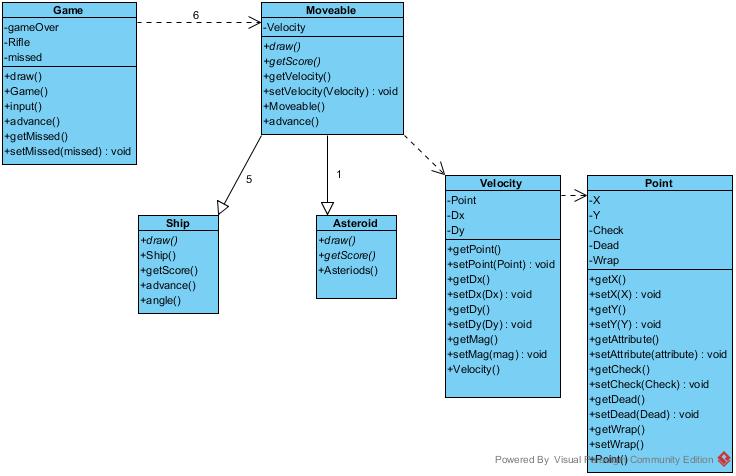 Game
-gameOver
-Rifle
-missed
+draw()
+Game()
+input()
+advance()
+getMissed()
+setMissed(missed) : void
6
Moveable
-Velocity
+draw()
+getScore()
+getVelocity()
+setVelocity(Velocity) : void
+Moveable()
+advance()
5
1
Ship
+draw()
+Ship()
+getScore()
+advance()
+angle()
Asteroid
+draw()
+getScore()
+Asteriods()
Velocity
-Point
-Dx
-Dy
+getPoint()
+setPoint(Point) : void
+getDx()
+setDx(Dx) : void
+getDy()
+setDy(Dy) : void
+getMag()
+setMag(mag) : void
+Velocity()
Point
-X
-Y
-Check
-Dead
-Wrap
+getX()
+setX(X) : void
+getY()
+setY(Y) : void
+getAttribute()
+setAttribute(attribute) : void
+getCheck()
+setCheck(Check) : void
+getDead()
+setDead(Dead) : void
+getWrap()
+setWrap()
+Point()
Powered By Visual Paradigm Community Edition